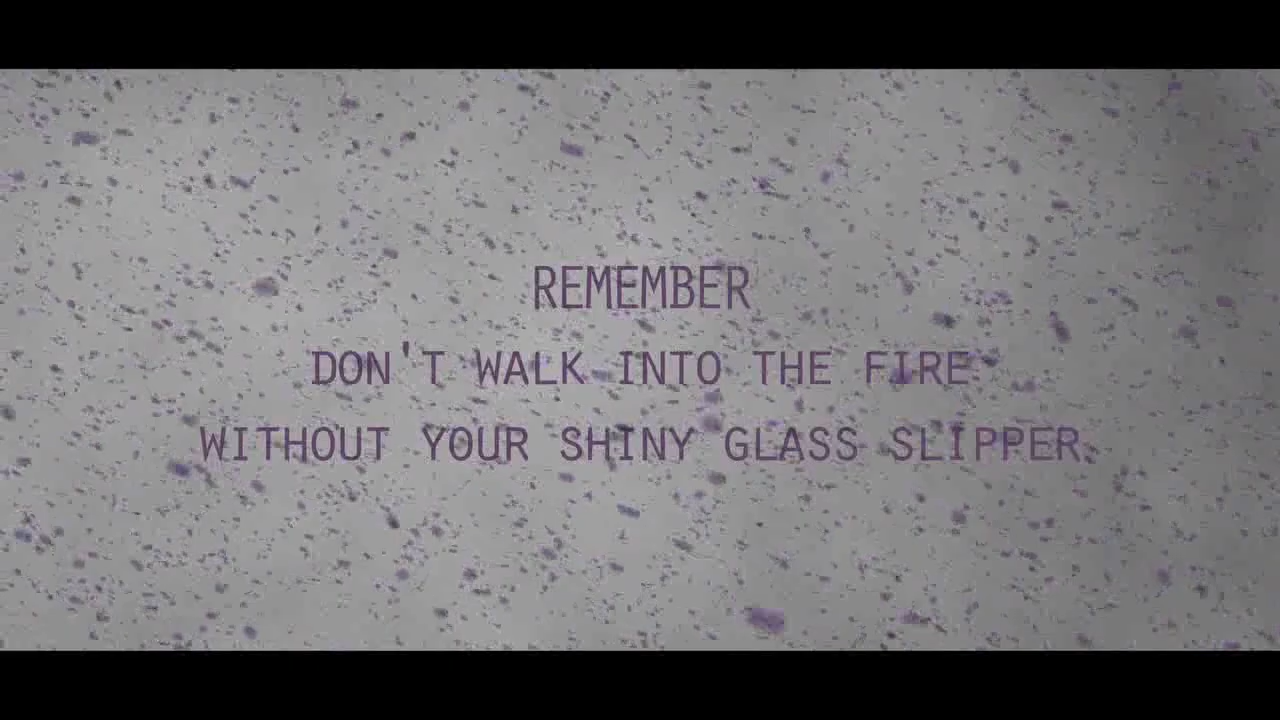 REMEMBER
DON'T WALK INTO THE FIRE
WITHOUT YOUR SHINY GLASS SLIPPER